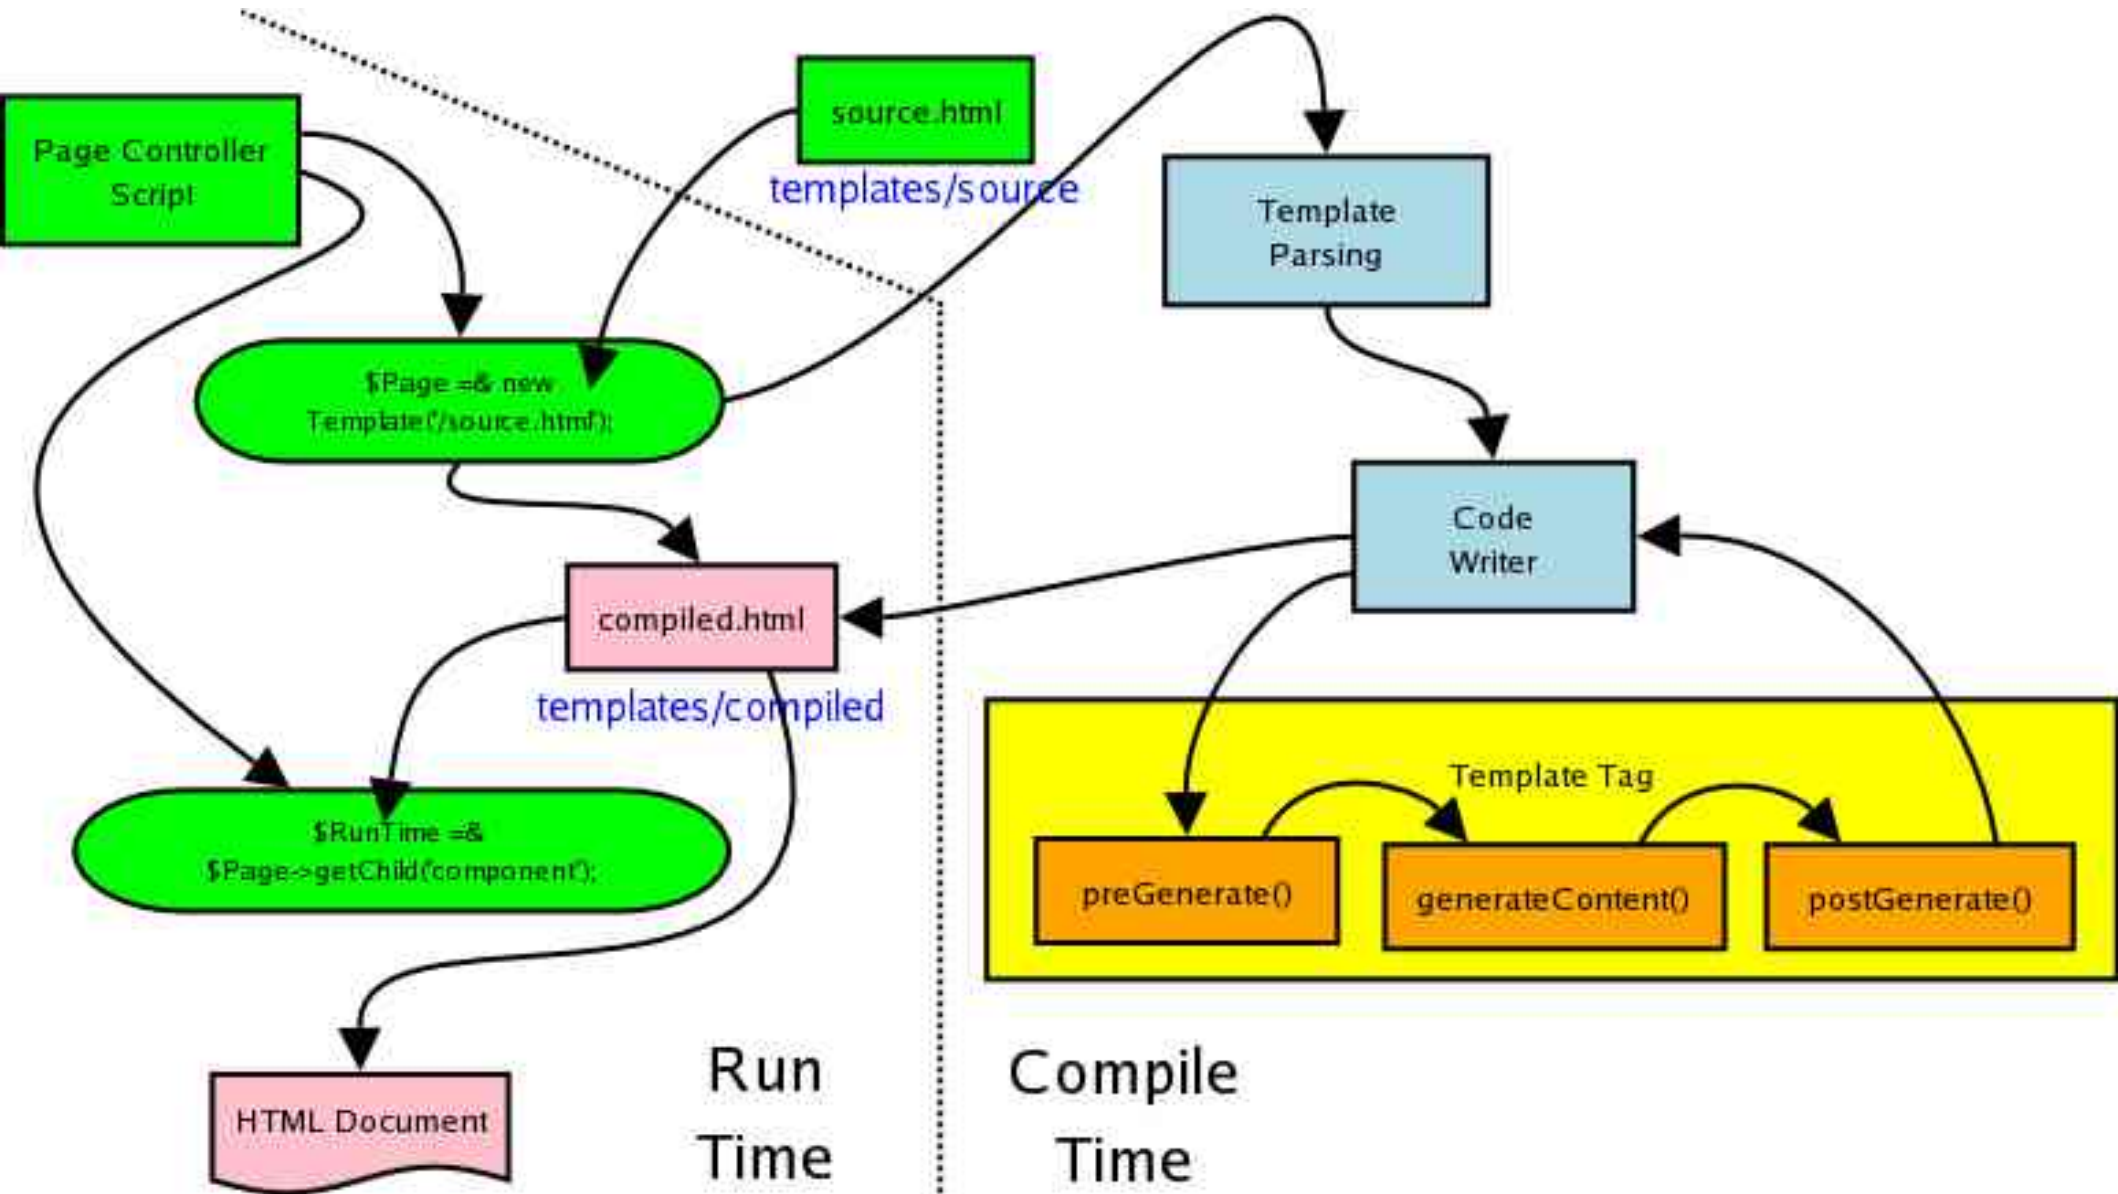 source.html
templates/source
Page Controller
Script
Template
Parsing
$Page =& new
Template('/source.html');
Code
Writer
compiled.html
templates/compiled
Template Tag
$RunTime =&
$Page->getChild('component');
preGenerate()
generateContent()
postGenerate()
HTML Document
Run
Time
Compile
Time